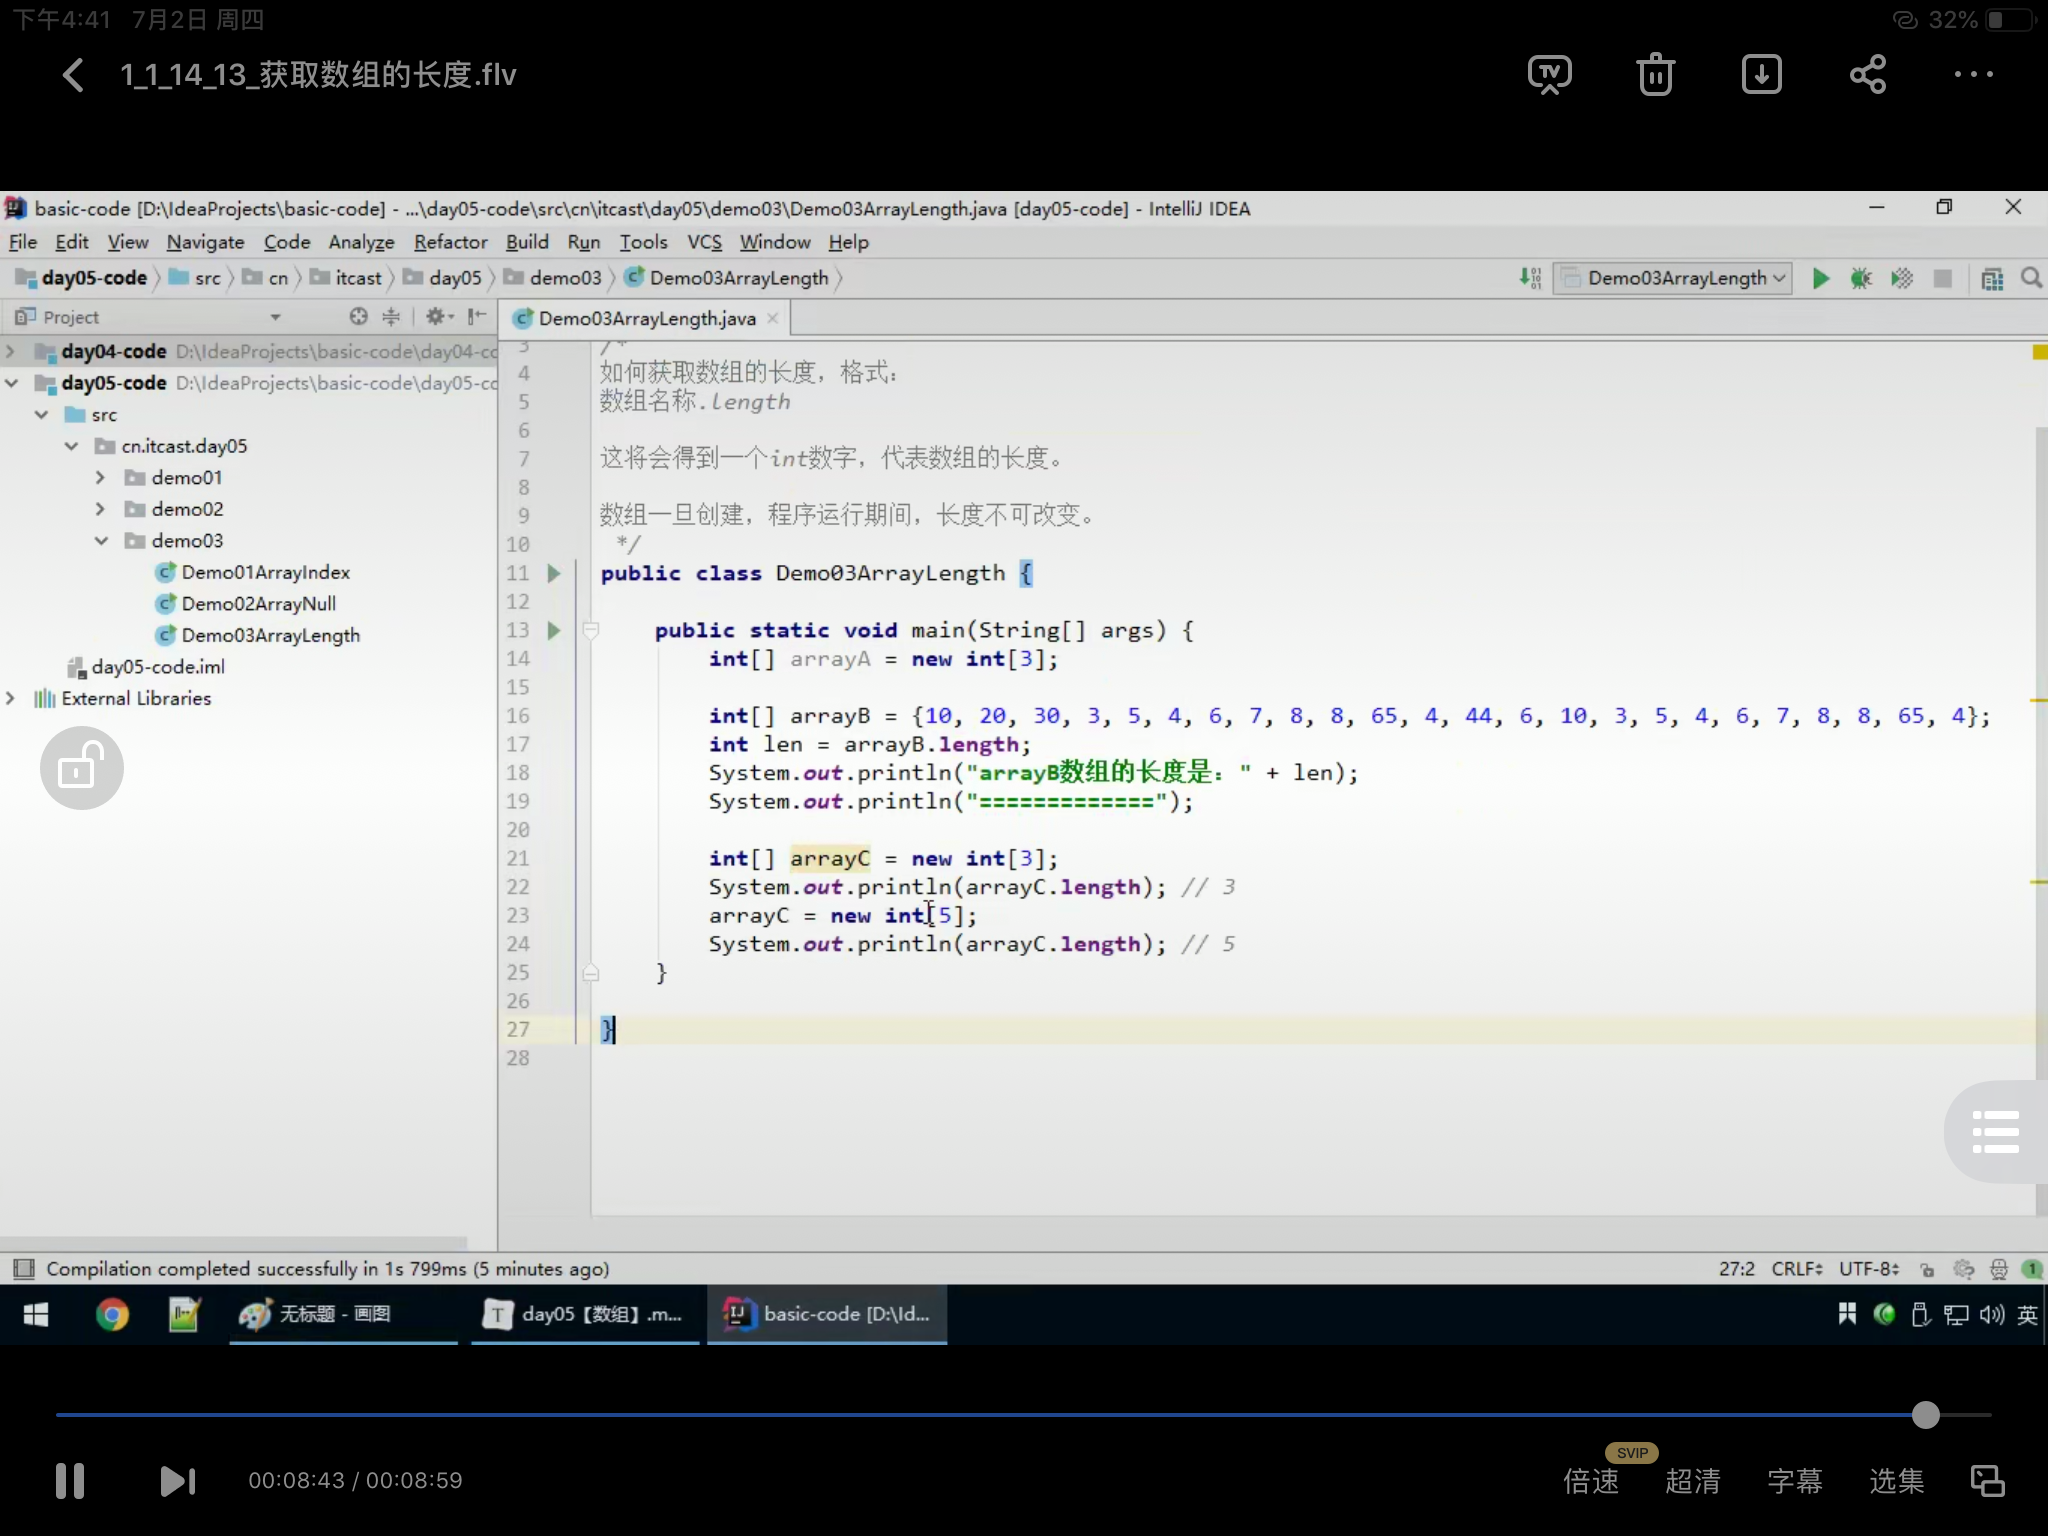 下午4:41 7月2日 周四
32%
1_1_14_13_获取数组的长度.flv
basic-code [D:\IdeaProjects\basic-code] - ...\day05-code\src\cn\itcast\day05\demo03\Demo03ArrayLength.java [day05-code] - IntelliJ IDEA
File Edit View Navigate Code Analyze Refactor Build Run Tools VCS Window Help
day05-code src cn itcast day05 demo03 Demo03ArrayLength
Demo03ArrayLength
Project
Demo03ArrayLength.java
day04-code D:\IdeaProjects\basic-code\day04-cc
day05-code D:\IdeaProjects\basic-code\day05-cc
src
cn.itcast.day05
demo01
demo02
demo03
Demo01ArrayIndex
Demo02ArrayNull
Demo03ArrayLength
day05-code.iml
External Libraries
3 /*
4 如何获取数组的长度，格式：
5 数组名称.length
6
7 这将会得到一个int数字，代表数组的长度。
8
9 数组一旦创建，程序运行期间，长度不可改变。
10 */
11 public class Demo03ArrayLength {
12
13 public static void main(String[] args) {
14 int[] arrayA = new int[3];
15
16 int[] arrayB = {10, 20, 30, 3, 5, 4, 6, 7, 8, 8, 65, 4, 44, 6, 10, 3, 5, 4, 6, 7, 8, 8, 65, 4};
17 int len = arrayB.length;
18 System.out.println("arrayB数组的长度是：" + len);
19 System.out.println("=============");
20
21 int[] arrayC = new int[3];
22 System.out.println(arrayC.length); // 3
23 arrayC = new int[5];
24 System.out.println(arrayC.length); // 5
25 }
26
27 }
28
Compilation completed successfully in 1s 799ms (5 minutes ago)
27:2 CRLF UTF-8 1
无标题 - 画图
T day05【数组】.m...
basic-code [D:\Id...
英
00:08:43 / 00:08:59
SVIP
倍速 超清 字幕 选集